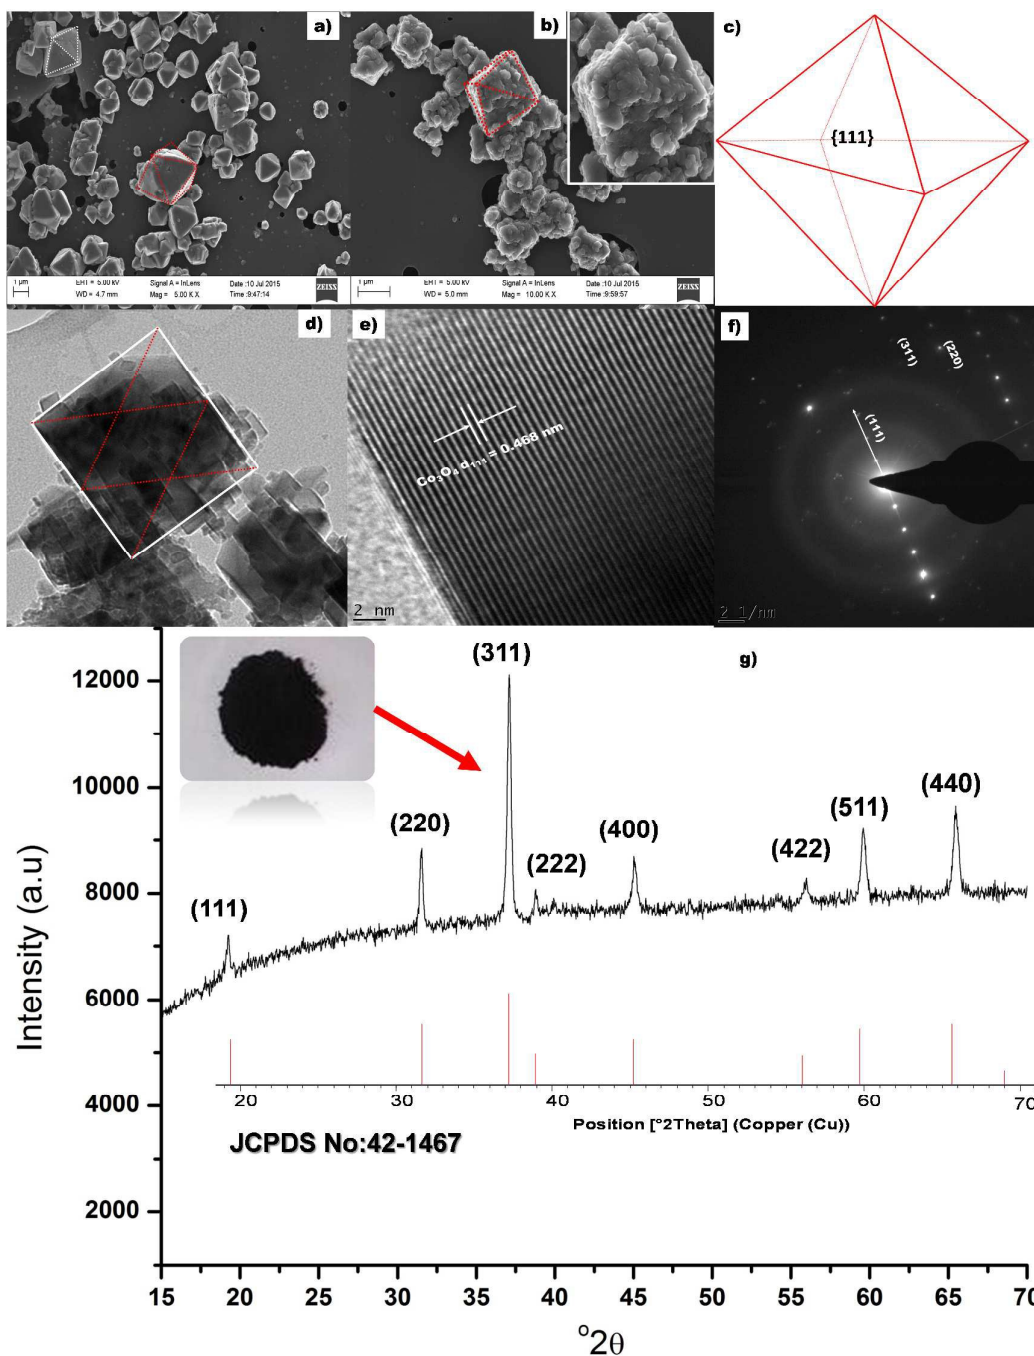 a)
1 µm
EHT = 5.00 kV
WD = 4.7 mm
Signal A = InLens
Mag = 5.00 K X
Date :10 Jul 2015
Time :9:47:14
ZEISS
b)
1 µm
EHT = 5.00 kV
WD = 5.0 mm
Signal A = InLens
Mag = 10.00 K X
Date :10 Jul 2015
Time :9:59:57
ZEISS
c)
{111}
d)
e)
Co₃O₄ d₁₁₁ = 0.468 nm
2 nm
f)
(311)
(220)
(111)
2 1/nm
g)
(111)
(220)
(311)
(222)
(400)
(422)
(511)
(440)
12000
10000
8000
6000
4000
2000
Intensity (a.u)
20 30 40 50 60 70
Position [°2Theta] (Copper (Cu))
JCPDS No:42-1467
15 20 25 30 35 40 45 50 55 60 65 70
°2θ